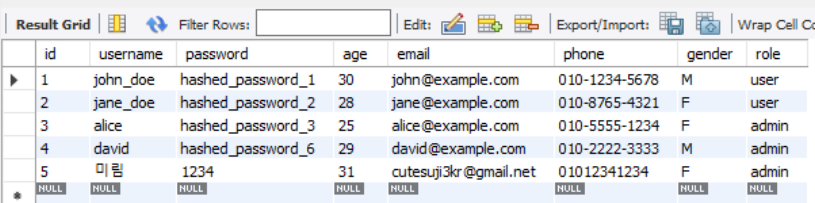 Result Grid Filter Rows: Edit: Export/Import: Wrap Cell Co
id username password age email phone gender role
1 john_doe hashed_password_1 30 john@example.com 010-1234-5678 M user
2 jane_doe hashed_password_2 28 jane@example.com 010-8765-4321 F user
3 alice hashed_password_3 25 alice@example.com 010-5555-1234 F admin
4 david hashed_password_6 29 david@example.com 010-2222-3333 M admin
5 미림 1234 31 cutesuji3kr@gmail.net 01012341234 F admin
NULL NULL NULL NULL NULL NULL NULL NULL